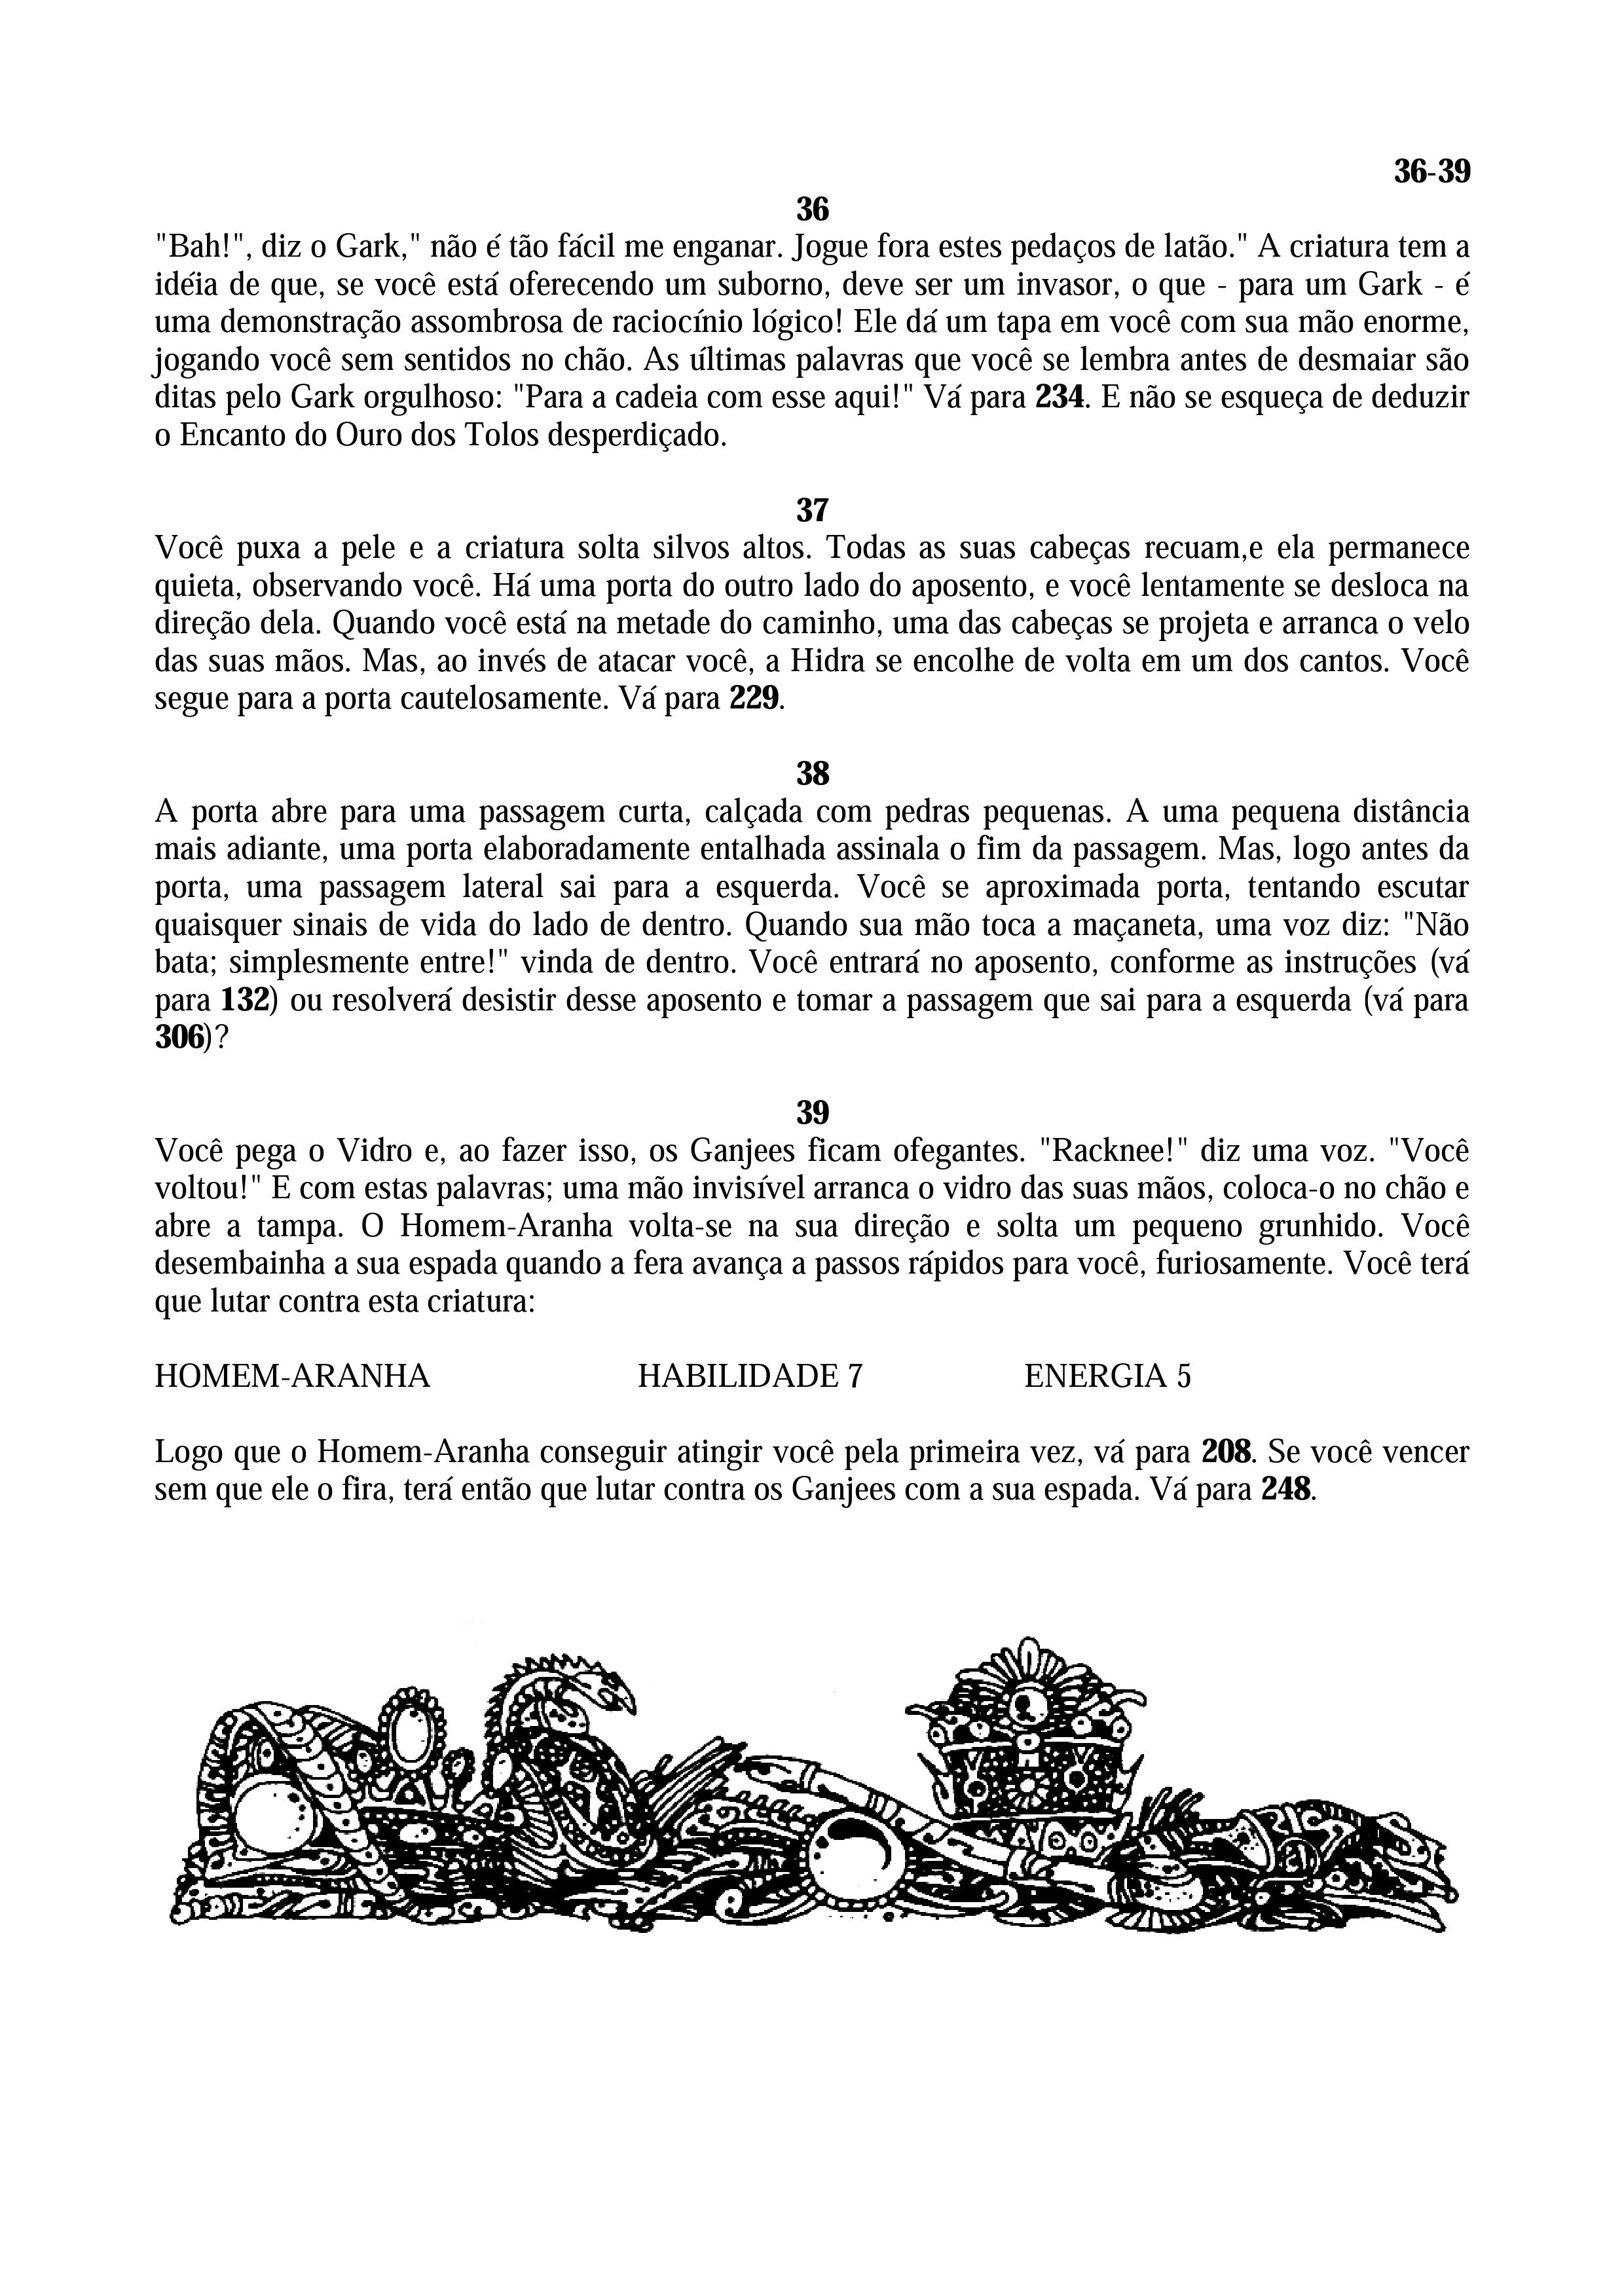 36-39
36
"Bah!", diz o Gark," não é tão fácil me enganar. Jogue fora estes pedaços de latão." A criatura tem a
idéia de que, se você está oferecendo um suborno, deve ser um invasor, o que - para um Gark - é
uma demonstração assombrosa de raciocínio lógico! Ele dá um tapa em você com sua mão enorme,
jogando você sem sentidos no chão. As últimas palavras que você se lembra antes de desmaiar são
ditas pelo Gark orgulhoso: "Para a cadeia com esse aqui!" Vá para 234. E não se esqueça de deduzir
o Encanto do Ouro dos Tolos desperdiçado.
37
Você puxa a pele e a criatura solta silvos altos. Todas as suas cabeças recuam,e ela permanece
quieta, observando você. Há uma porta do outro lado do aposento, e você lentamente se desloca na
direção dela. Quando você está na metade do caminho, uma das cabeças se projeta e arranca o velo
das suas mãos. Mas, ao invés de atacar você, a Hidra se encolhe de volta em um dos cantos. Você
segue para a porta cautelosamente. Vá para 229.
38
A porta abre para uma passagem curta, calçada com pedras pequenas. A uma pequena distância
mais adiante, uma porta elaboradamente entalhada assinala o fim da passagem. Mas, logo antes da
porta, uma passagem lateral sai para a esquerda. Você se aproximada porta, tentando escutar
quaisquer sinais de vida do lado de dentro. Quando sua mão toca a maçaneta, uma voz diz: "Não
bata; simplesmente entre!" vinda de dentro. Você entrará no aposento, conforme as instruções (vá
para 132) ou resolverá desistir desse aposento e tomar a passagem que sai para a esquerda (vá para
306)?
39
Você pega o Vidro e, ao fazer isso, os Ganjees ficam ofegantes. "Racknee!" diz uma voz. "Você
voltou!" E com estas palavras; uma mão invisível arranca o vidro das suas mãos, coloca-o no chão e
abre a tampa. O Homem-Aranha volta-se na sua direção e solta um pequeno grunhido. Você
desembainha a sua espada quando a fera avança a passos rápidos para você, furiosamente. Você terá
que lutar contra esta criatura:
HOMEM-ARANHA HABILIDADE 7 ENERGIA 5
Logo que o Homem-Aranha conseguir atingir você pela primeira vez, vá para 208. Se você vencer
sem que ele o fira, terá então que lutar contra os Ganjees com a sua espada. Vá para 248.